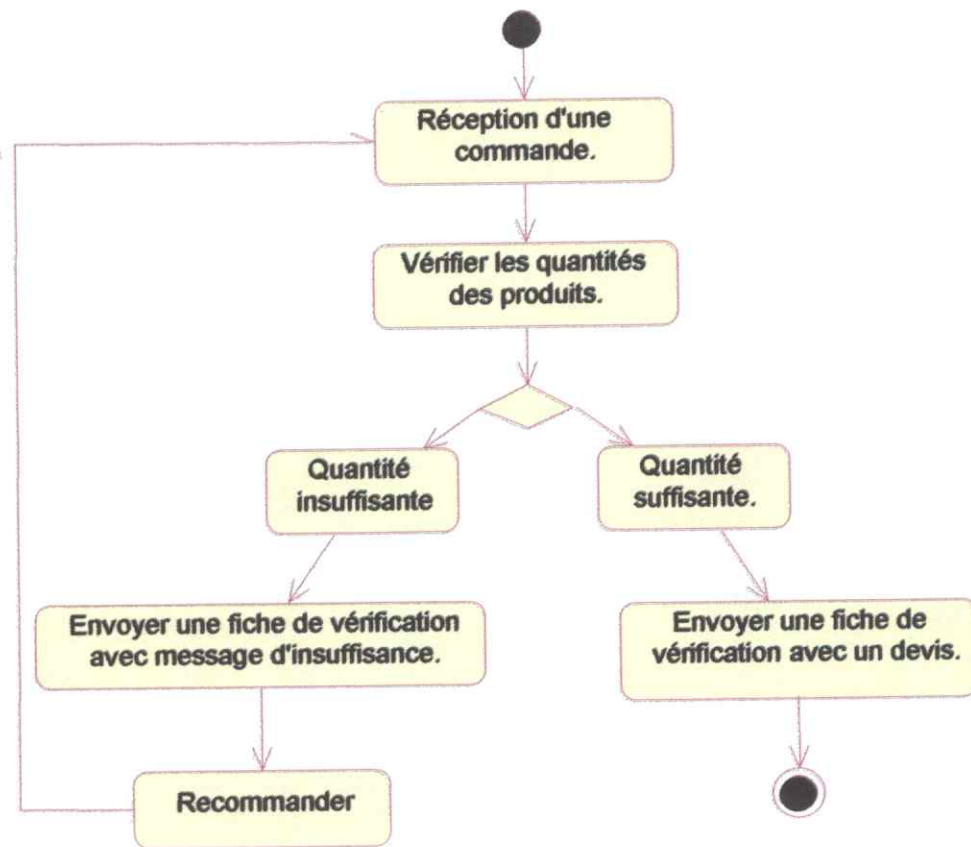 Réception d'une
commande.
Vérifier les quantités
des produits.
Quantité
insuffisante
Quantité
suffisante.
Envoyer une fiche de vérification
avec message d'insuffisance.
Envoyer une fiche de
vérification avec un devis.
Recommander